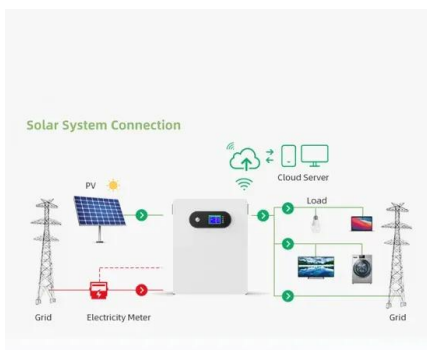 Solar System Connection
Cloud Server
PV
Load
Grid
Electricity Meter
Grid